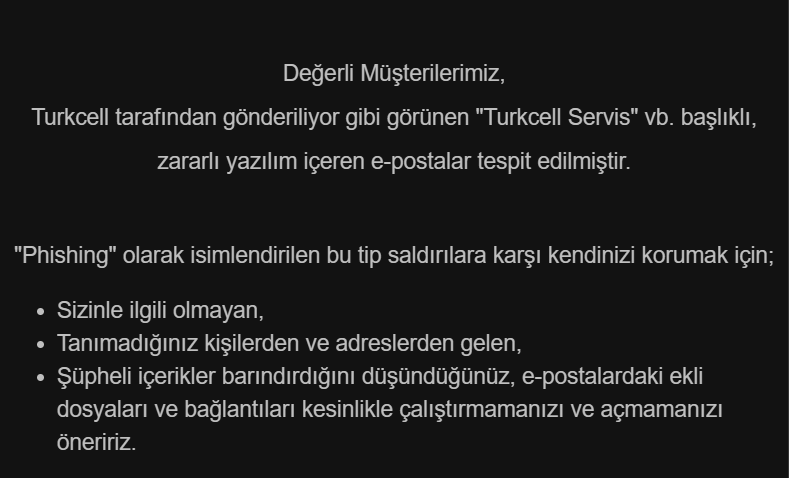 Değerli Müşterilerimiz,
Turkcell tarafından gönderiliyor gibi görünen "Turkcell Servis" vb. başlıklı,
zararlı yazılım içeren e-postalar tespit edilmiştir.
"Phishing" olarak isimlendirilen bu tip saldırılara karşı kendinizi korumak için;
• Sizinle ilgili olmayan,
• Tanımadığınız kişilerden ve adreslerden gelen,
• Şüpheli içerikler barındırdığını düşündüğünüz, e-postalardaki ekli
dosyaları ve bağlantıları kesinlikle çalıştırmamanızı ve açmamanızı
öneririz.